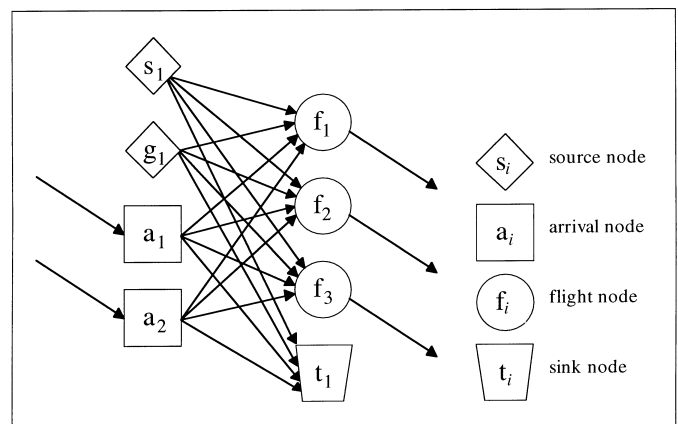 s1
g1
a1
a2
f1
f2
f3
t1
si source node
ai arrival node
fi flight node
ti sink node